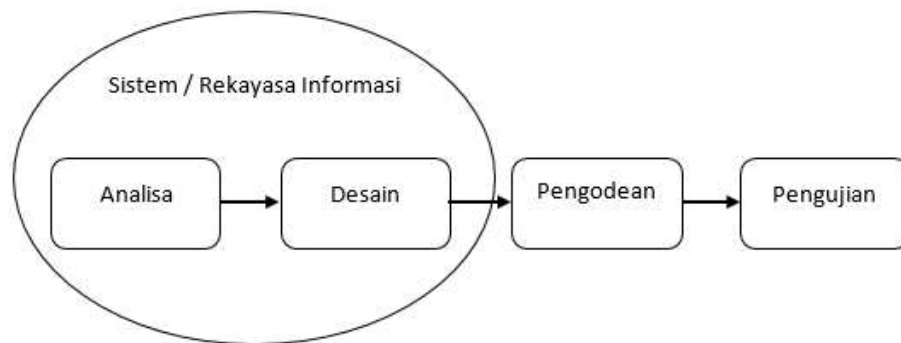 Sistem / Rekayasa Informasi
Analisa
Desain
Pengodean
Pengujian